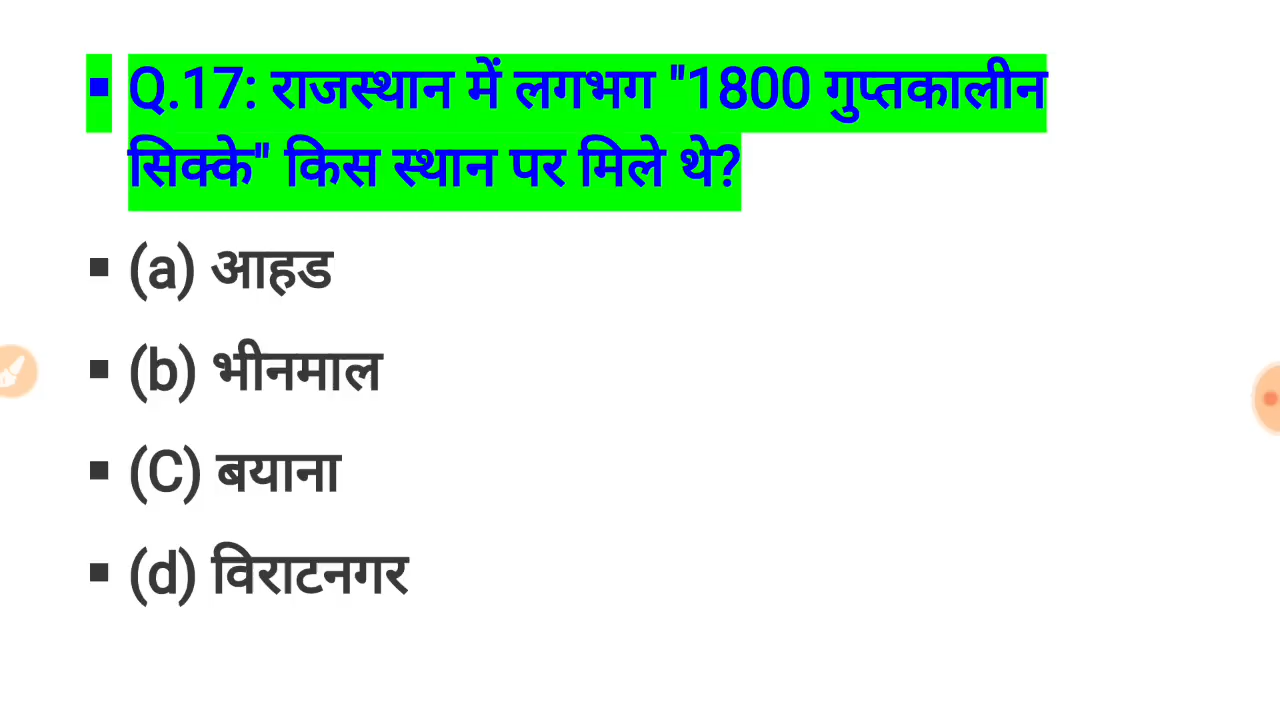 ▪ Q.17: राजस्थान में लगभग "1800 गुप्तकालीन
सिक्के" किस स्थान पर मिले थे?
▪ (a) आहड
▪ (b) भीनमाल
▪ (C) बयाना
▪ (d) विराटनगर